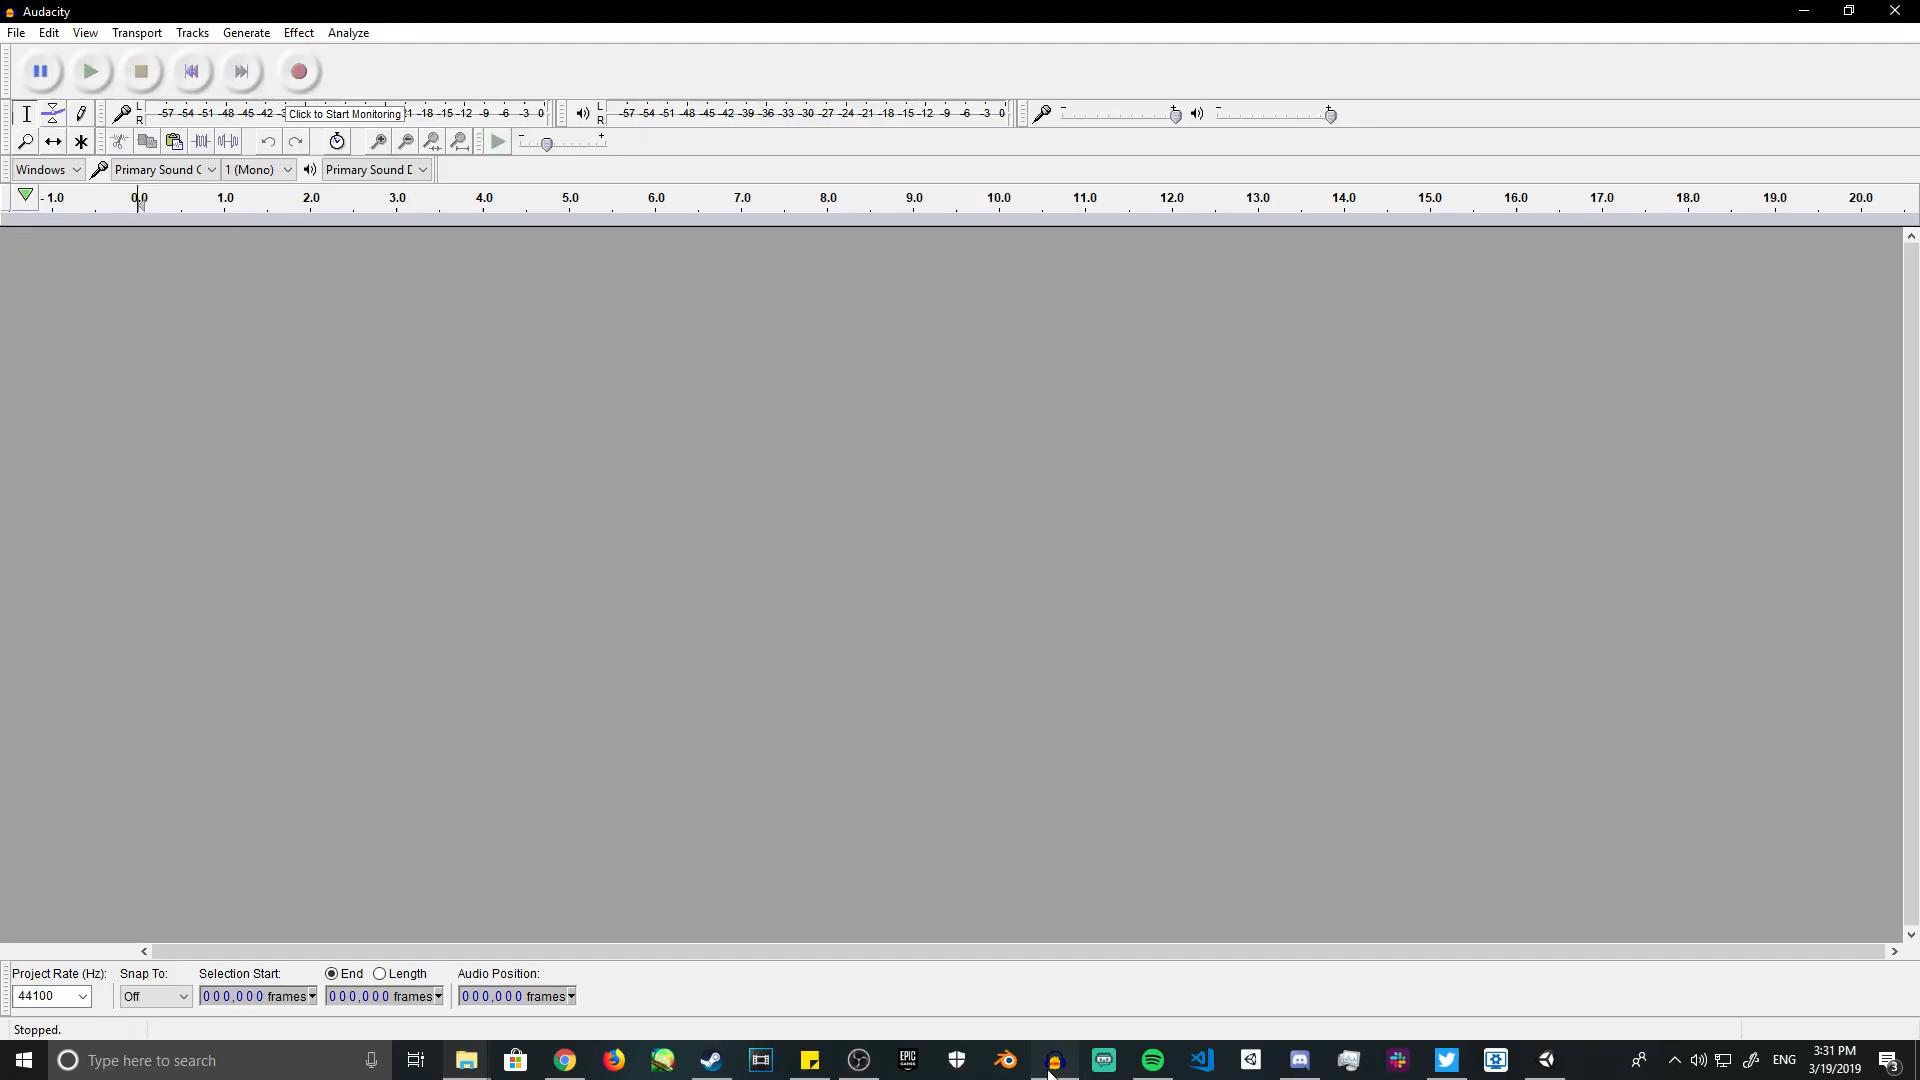 Audacity
File Edit View Transport Tracks Generate Effect Analyze
L
R
-57 -54 -51 -48 -45 -42
Click to Start Monitoring
-18 -15 -12 -9 -6 -3 0
L
R
-57 -54 -51 -48 -45 -42 -39 -36 -33 -30 -27 -24 -21 -18 -15 -12 -9 -6 -3 0
Windows Primary Sound 1 (Mono) Primary Sound
-1.0 0.0 1.0 2.0 3.0 4.0 5.0 6.0 7.0 8.0 9.0 10.0 11.0 12.0 13.0 14.0 15.0 16.0 17.0 18.0 19.0 20.0
Project Rate (Hz): Snap To: Selection Start: End Length Audio Position:
44100 Off 000,000 frames 000,000 frames 000,000 frames
Stopped.
Type here to search
EPIC GAMES
ENG
3:31 PM
3/19/2019
3